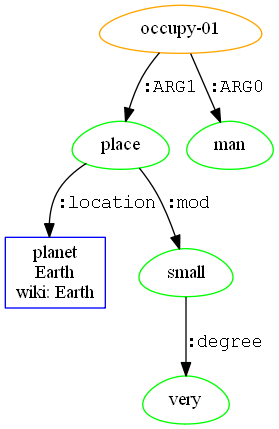 occupy-01
:ARG1 :ARG0
place man
:location :mod
planet
Earth
wiki: Earth
small
:degree
very